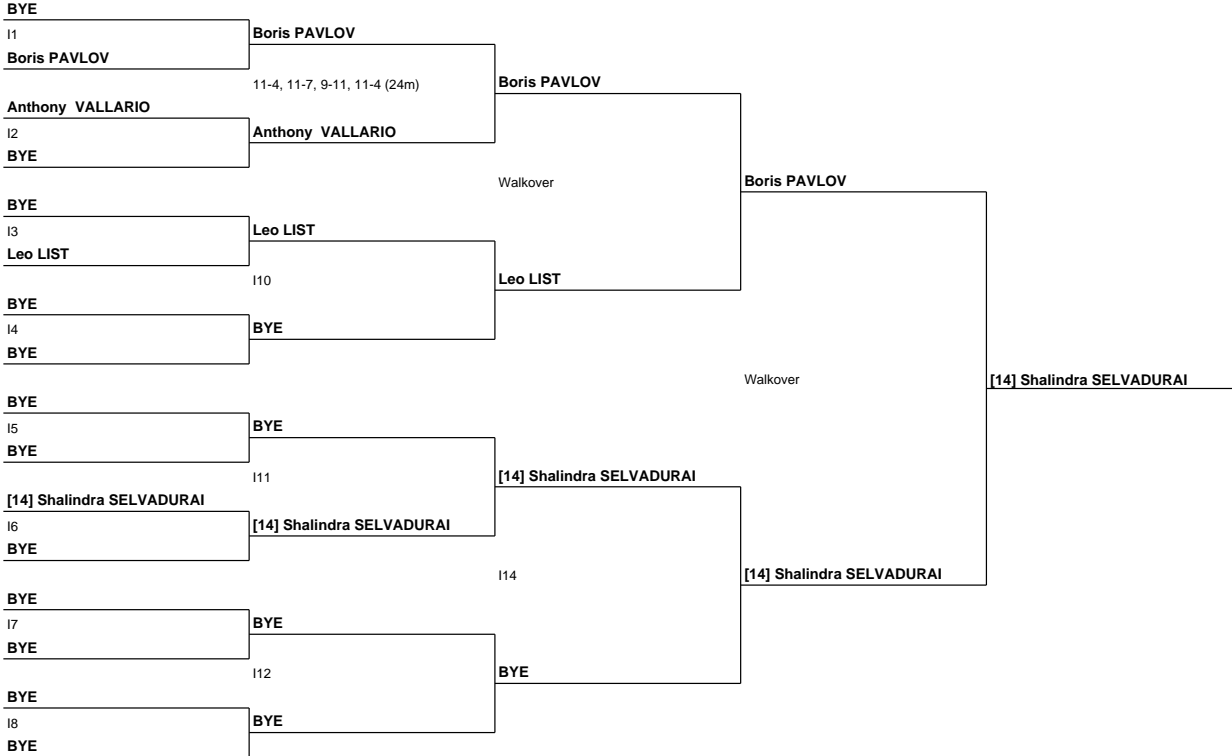 BYE
I1
Boris PAVLOV
Boris PAVLOV
11-4, 11-7, 9-11, 11-4 (24m)
Boris PAVLOV
Anthony  VALLARIO
I2
Anthony  VALLARIO
BYE
Walkover
Boris PAVLOV
BYE
I3
Leo LIST
Leo LIST
I10
Leo LIST
BYE
I4
BYE
BYE
Walkover
[14] Shalindra SELVADURAI
BYE
I5
BYE
BYE
I11
[14] Shalindra SELVADURAI
[14] Shalindra SELVADURAI
I6
[14] Shalindra SELVADURAI
BYE
I14
[14] Shalindra SELVADURAI
BYE
I7
BYE
BYE
I12
BYE
BYE
I8
BYE
BYE